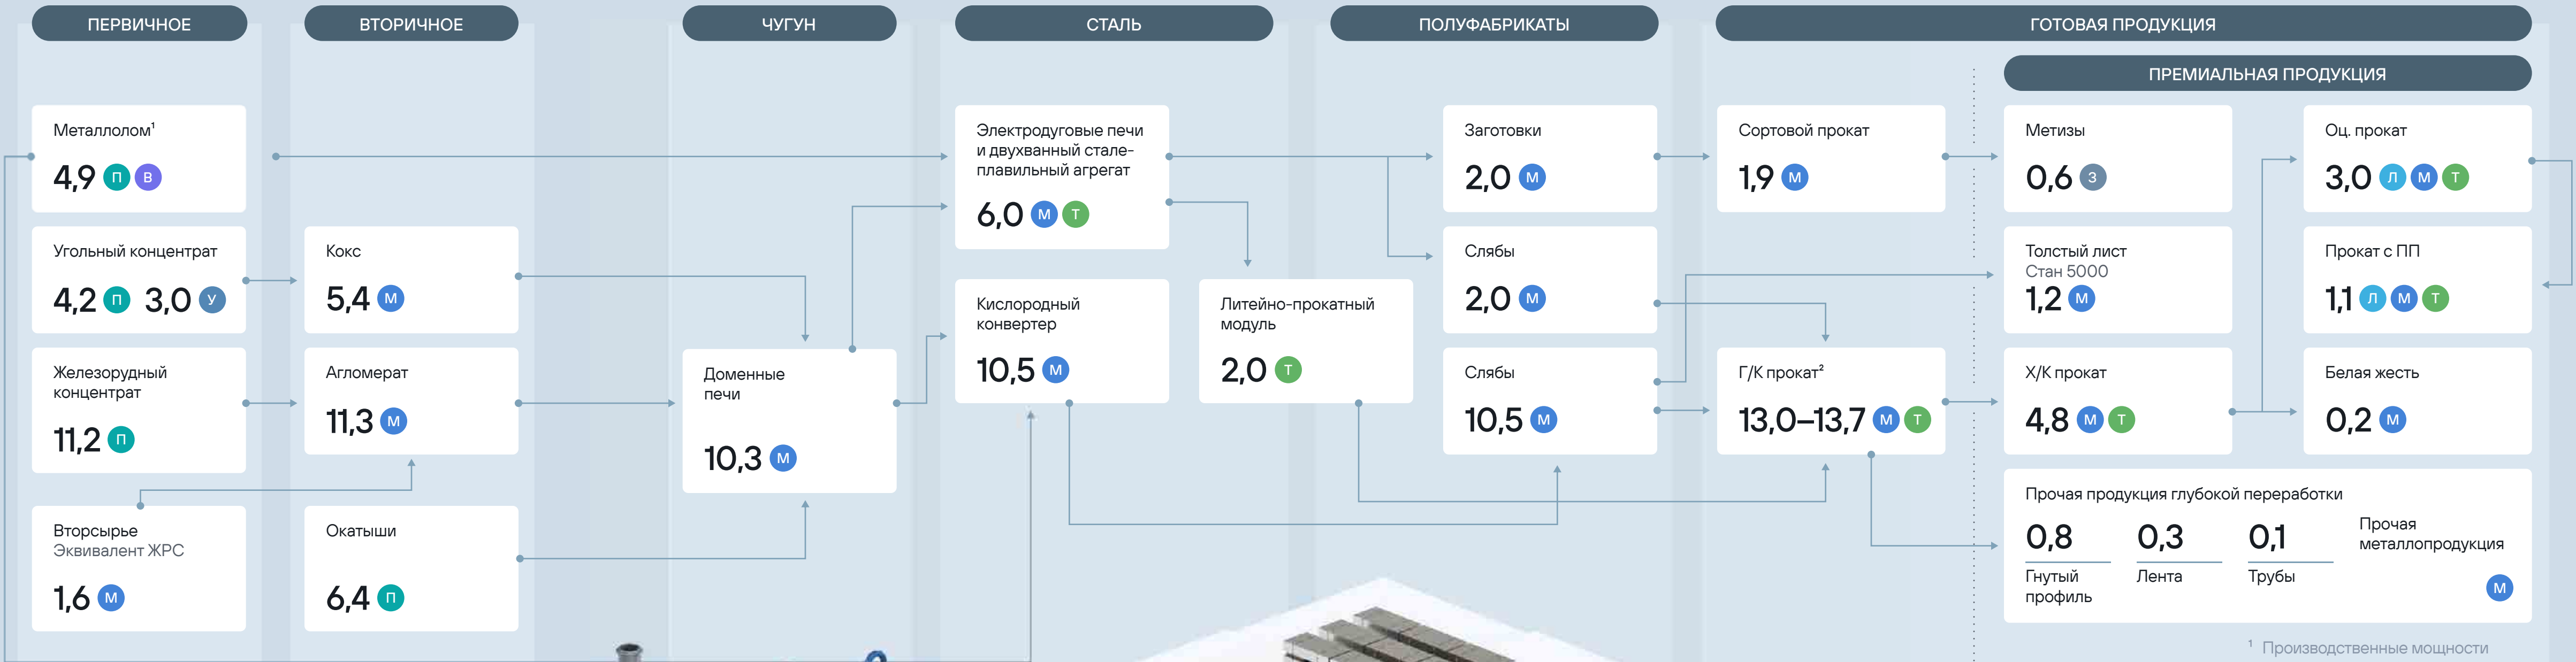 ПЕРВИЧНОЕ
ВТОРИЧНОЕ
ЧУГУН
СТАЛЬ
ПОЛУФАБРИКАТЫ
ГОТОВАЯ ПРОДУКЦИЯ
ПРЕМИАЛЬНАЯ ПРОДУКЦИЯ
Металлолом¹
4,9 П В
Угольный концентрат
4,2 П 3,0 У
Железорудный
концентрат
11,2 П
Вторсырье
Эквивалент ЖРС
1,6 М
Кокс
5,4 М
Агломерат
11,3 М
Окатыши
6,4 П
Доменные
печи
10,3 М
Электродуговые печи
и двухванный стале-
плавильный агрегат
6,0 М Т
Кислородный
конвертер
10,5 М
Литейно-прокатный
модуль
2,0 Т
Заготовки
2,0 М
Слябы
2,0 М
Слябы
10,5 М
Сортовой прокат
1,9 М
Г/К прокат²
13,0–13,7 М Т
Метизы
0,6 З
Толстый лист
Стан 5000
1,2 М
Х/К прокат
4,8 М Т
Оц. прокат
3,0 Л М Т
Прокат с ПП
1,1 Л М Т
Белая жесть
0,2 М
Прочая продукция глубокой переработки
0,8
Гнутый
профиль
0,3
Лента
0,1
Трубы
Прочая
металлопродукция
М
¹ Производственные мощности